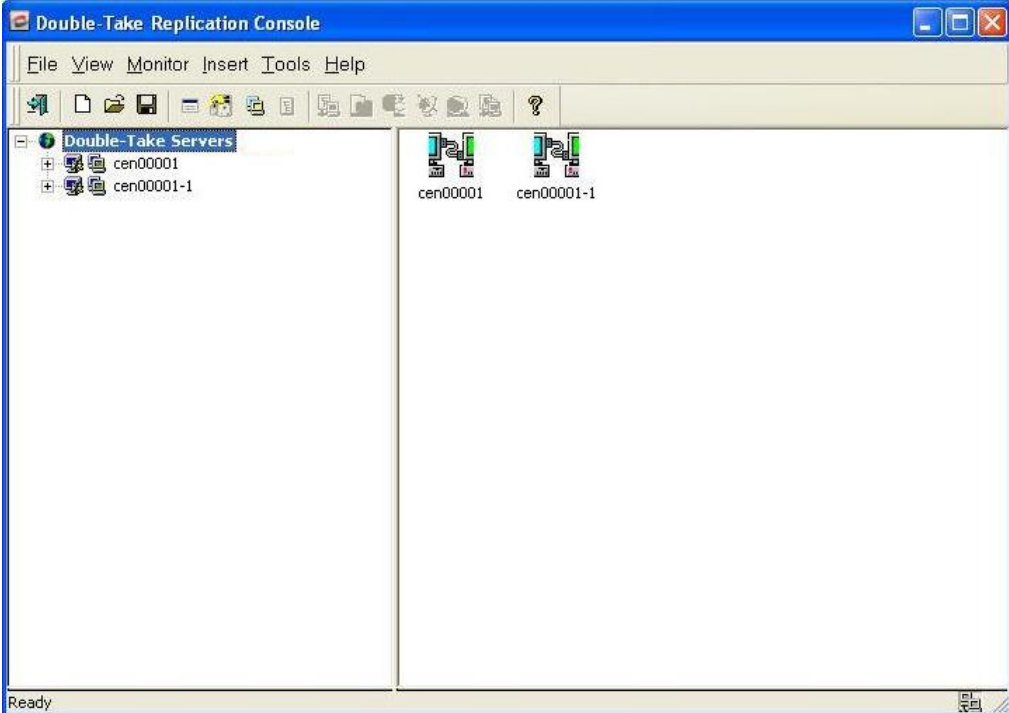 Double-Take Replication Console
File View Monitor Insert Tools Help
Double-Take Servers
cen00001
cen00001-1
cen00001 cen00001-1
Ready